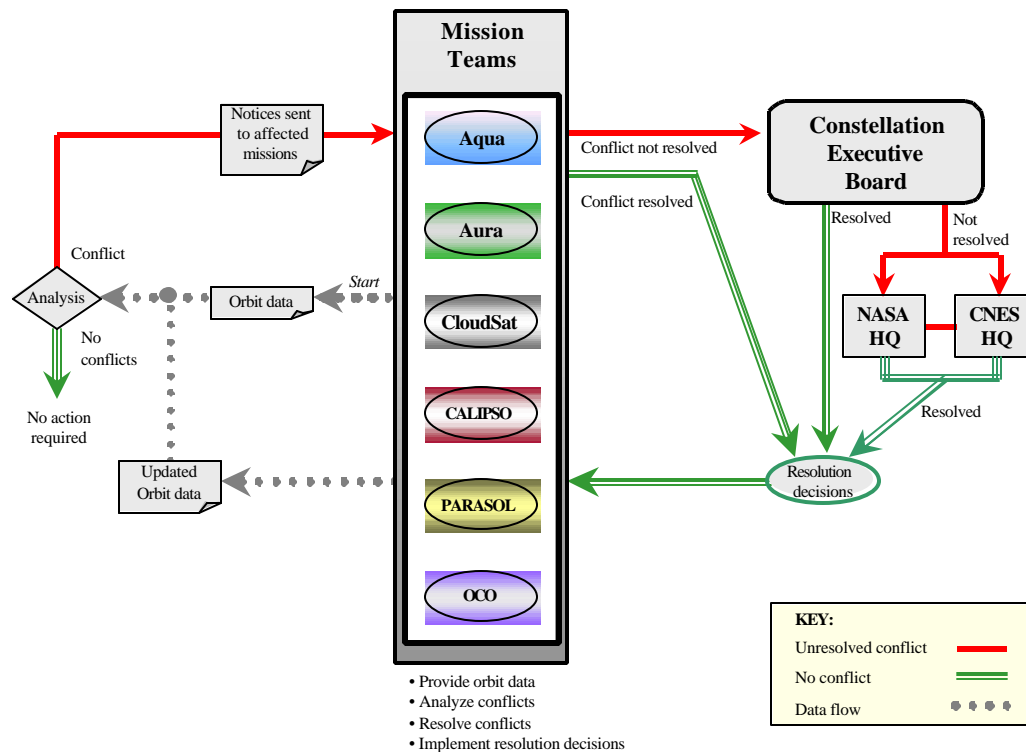 Mission
Teams
Notices sent
to affected
missions
Aqua
Conflict not resolved
Constellation
Executive
Board
Conflict resolved
Resolved
Not
resolved
Aura
Conflict
Analysis
Orbit data
Start
CloudSat
NASA
HQ
CNES
HQ
No
conflicts
No action
required
CALIPSO
Resolved
Updated
Orbit data
PARASOL
Resolution
decisions
OCO
KEY:
Unresolved conflict
No conflict
Data flow
• Provide orbit data
• Analyze conflicts
• Resolve conflicts
• Implement resolution decisions